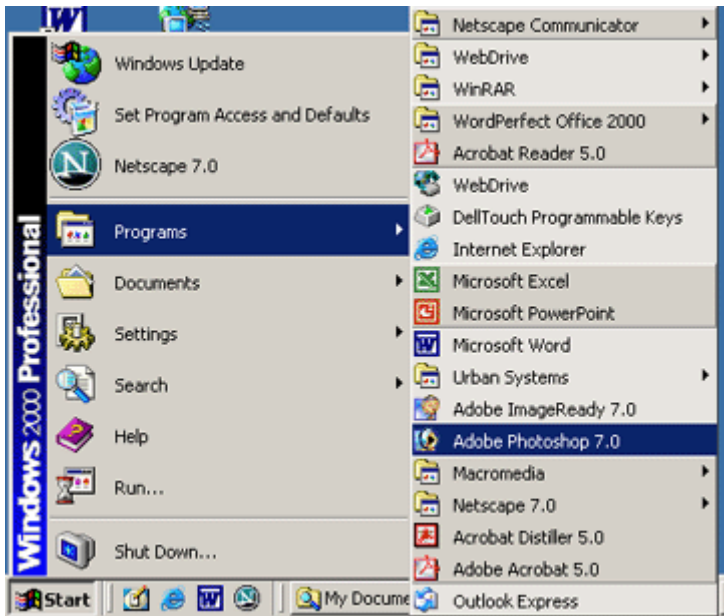 Windows Update
Set Program Access and Defaults
Netscape 7.0
Programs
Documents
Settings
Search
Help
Run...
Shut Down...
Windows 2000 Professional
Netscape Communicator
WebDrive
WinRAR
WordPerfect Office 2000
Acrobat Reader 5.0
WebDrive
DellTouch Programmable Keys
Internet Explorer
Microsoft Excel
Microsoft PowerPoint
Microsoft Word
Urban Systems
Adobe ImageReady 7.0
Adobe Photoshop 7.0
Macromedia
Netscape 7.0
Acrobat Distiller 5.0
Adobe Acrobat 5.0
Outlook Express
Start
My Docume